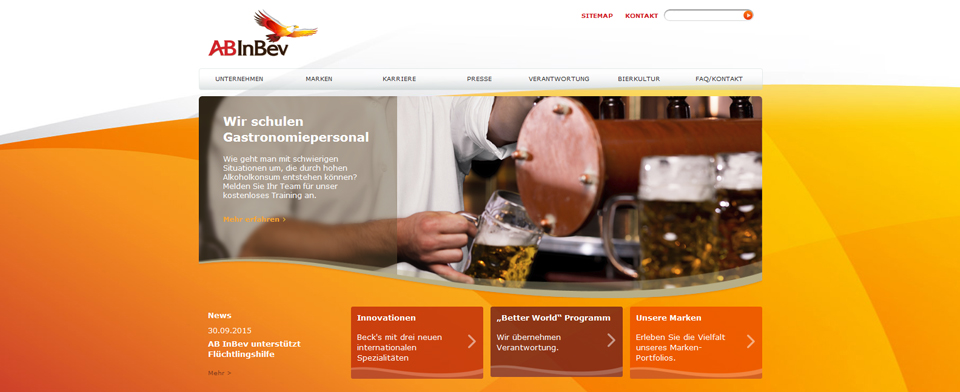 SITEMAP KONTAKT
ABInBev
UNTERNEHMEN MARKEN KARRIERE PRESSE VERANTWORTUNG BIERKULTUR FAQ/KONTAKT
Wir schulen
Gastronomiepersonal
Wie geht man mit schwierigen
Situationen um, die durch hohen
Alkoholkonsum entstehen können?
Melden Sie Ihr Team für unser
kostenloses Training an.
Mehr erfahren >
News
30.09.2015
AB InBev unterstützt
Flüchtlingshilfe
Mehr >
Innovationen
Beck's mit drei neuen
internationalen
Spezialitäten
„Better World“ Programm
Wir übernehmen
Verantwortung.
Unsere Marken
Erleben Sie die Vielfalt
unseres Marken-
Portfolios.